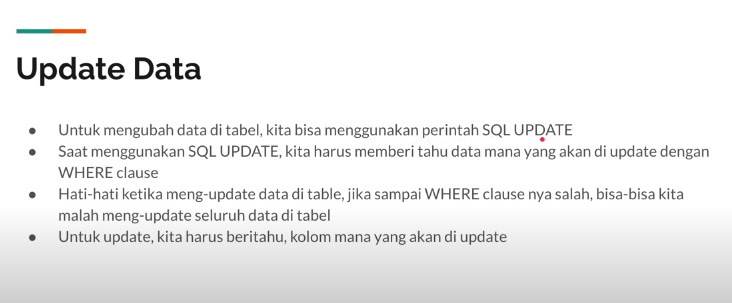 Update Data
● Untuk mengubah data di tabel, kita bisa menggunakan perintah SQL UPDATE
● Saat menggunakan SQL UPDATE, kita harus memberi tahu data mana yang akan di update dengan
WHERE clause
● Hati-hati ketika meng-update data di table, jika sampai WHERE clause nya salah, bisa-bisa kita
malah meng-update seluruh data di tabel
● Untuk update, kita harus beritahu, kolom mana yang akan di update